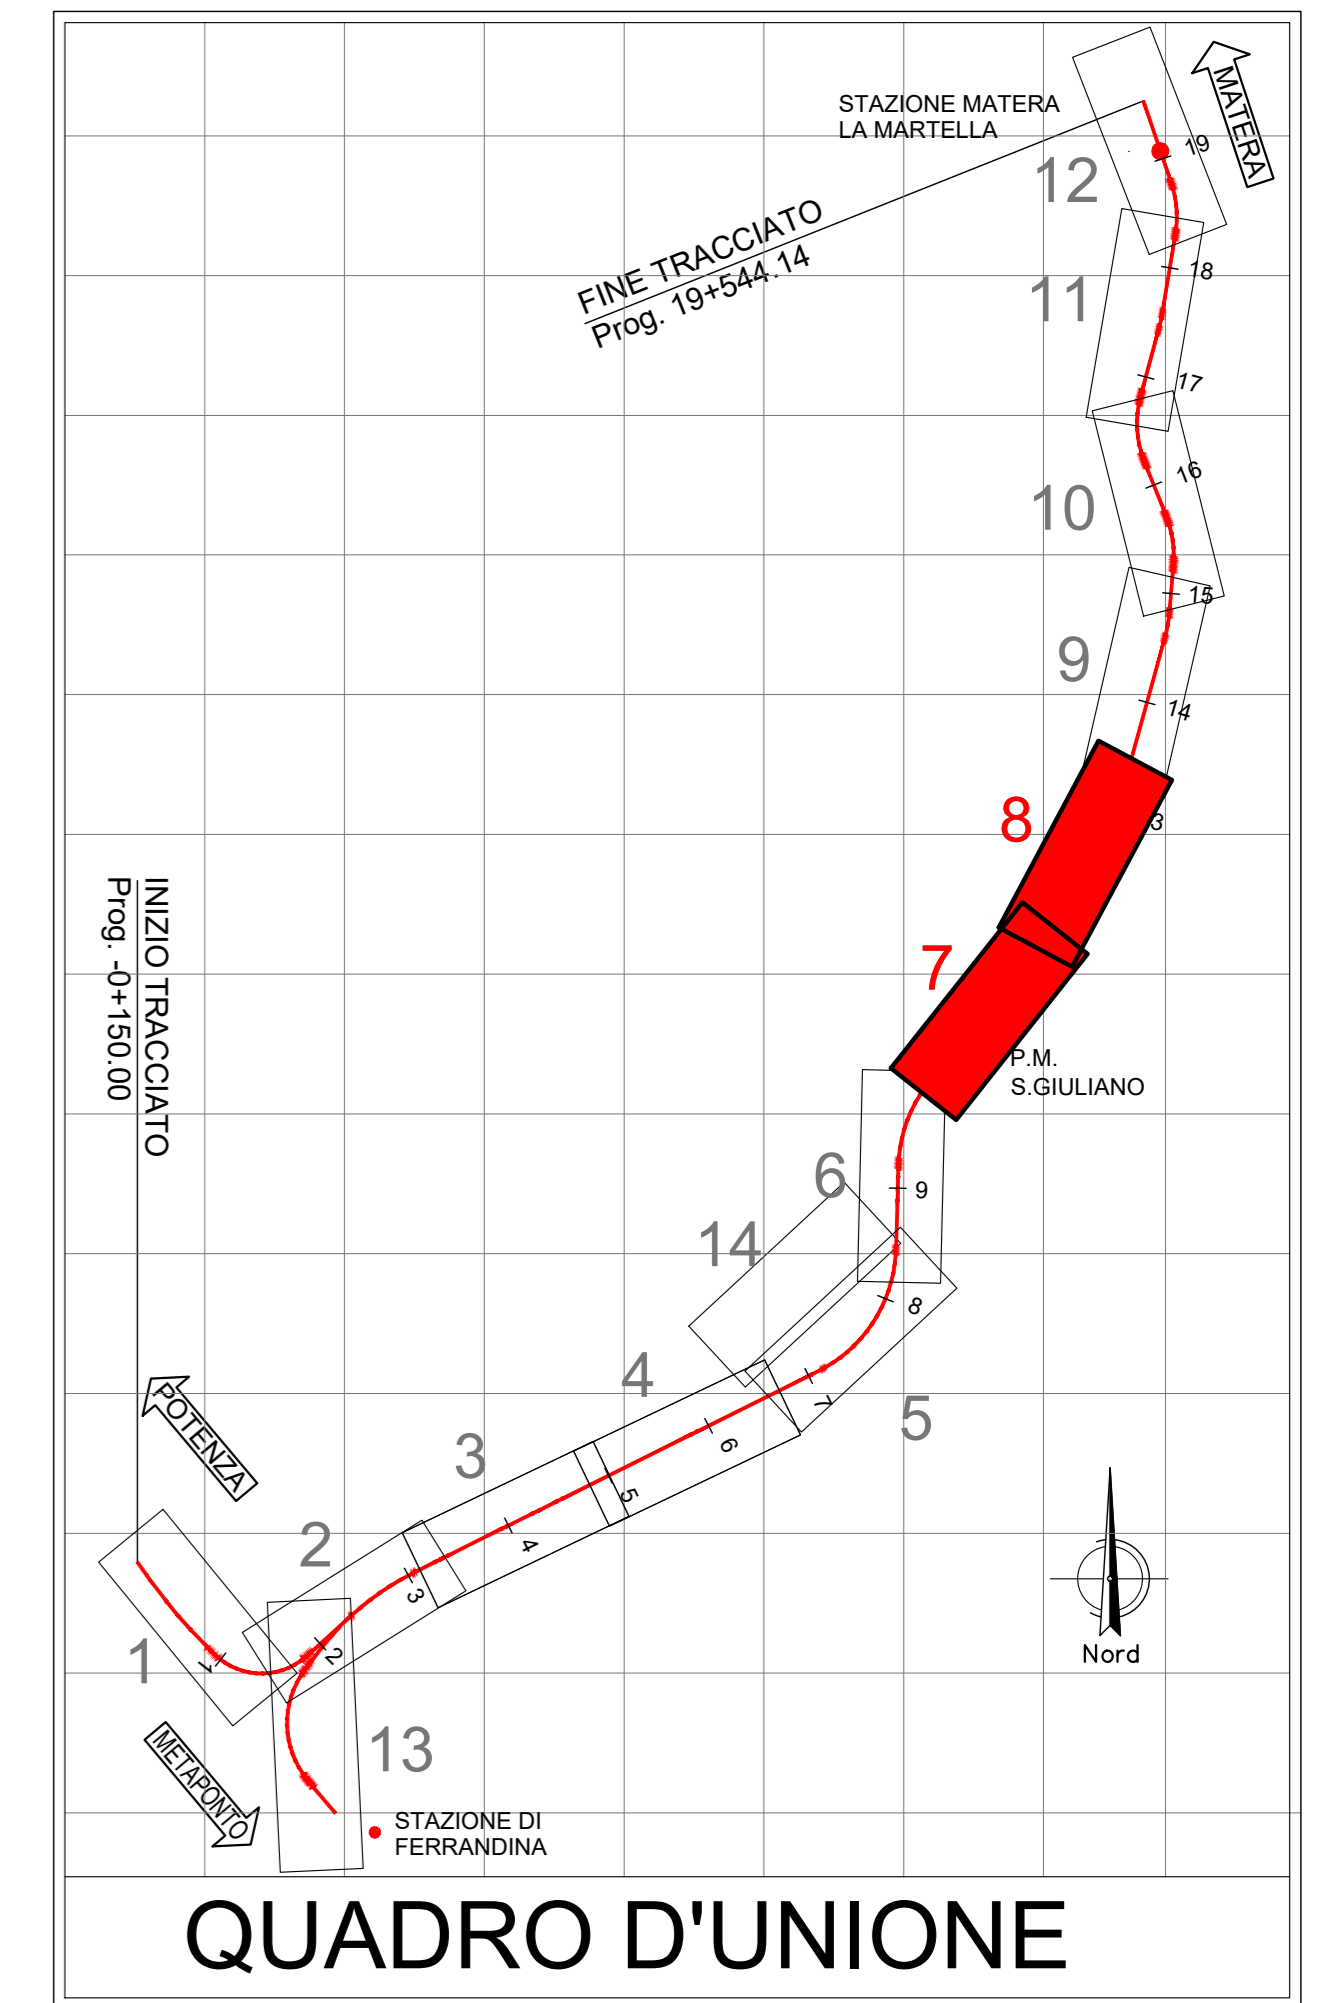 MATERA
STAZIONE MATERA
LA MARTELLA
19
12
FINE TRACCIATO
Prog. 19+544.14
18
11
17
16
10
15
9
14
8
3
INIZIO TRACCIATO
Prog. -0+150.00
7
P.M.
S.GIULIANO
6
9
14
8
4
7
5
POTENZA
6
3
5
2
4
3
1
1
2
Nord
METAPONTO
13
STAZIONE DI
FERRANDINA
QUADRO D'UNIONE